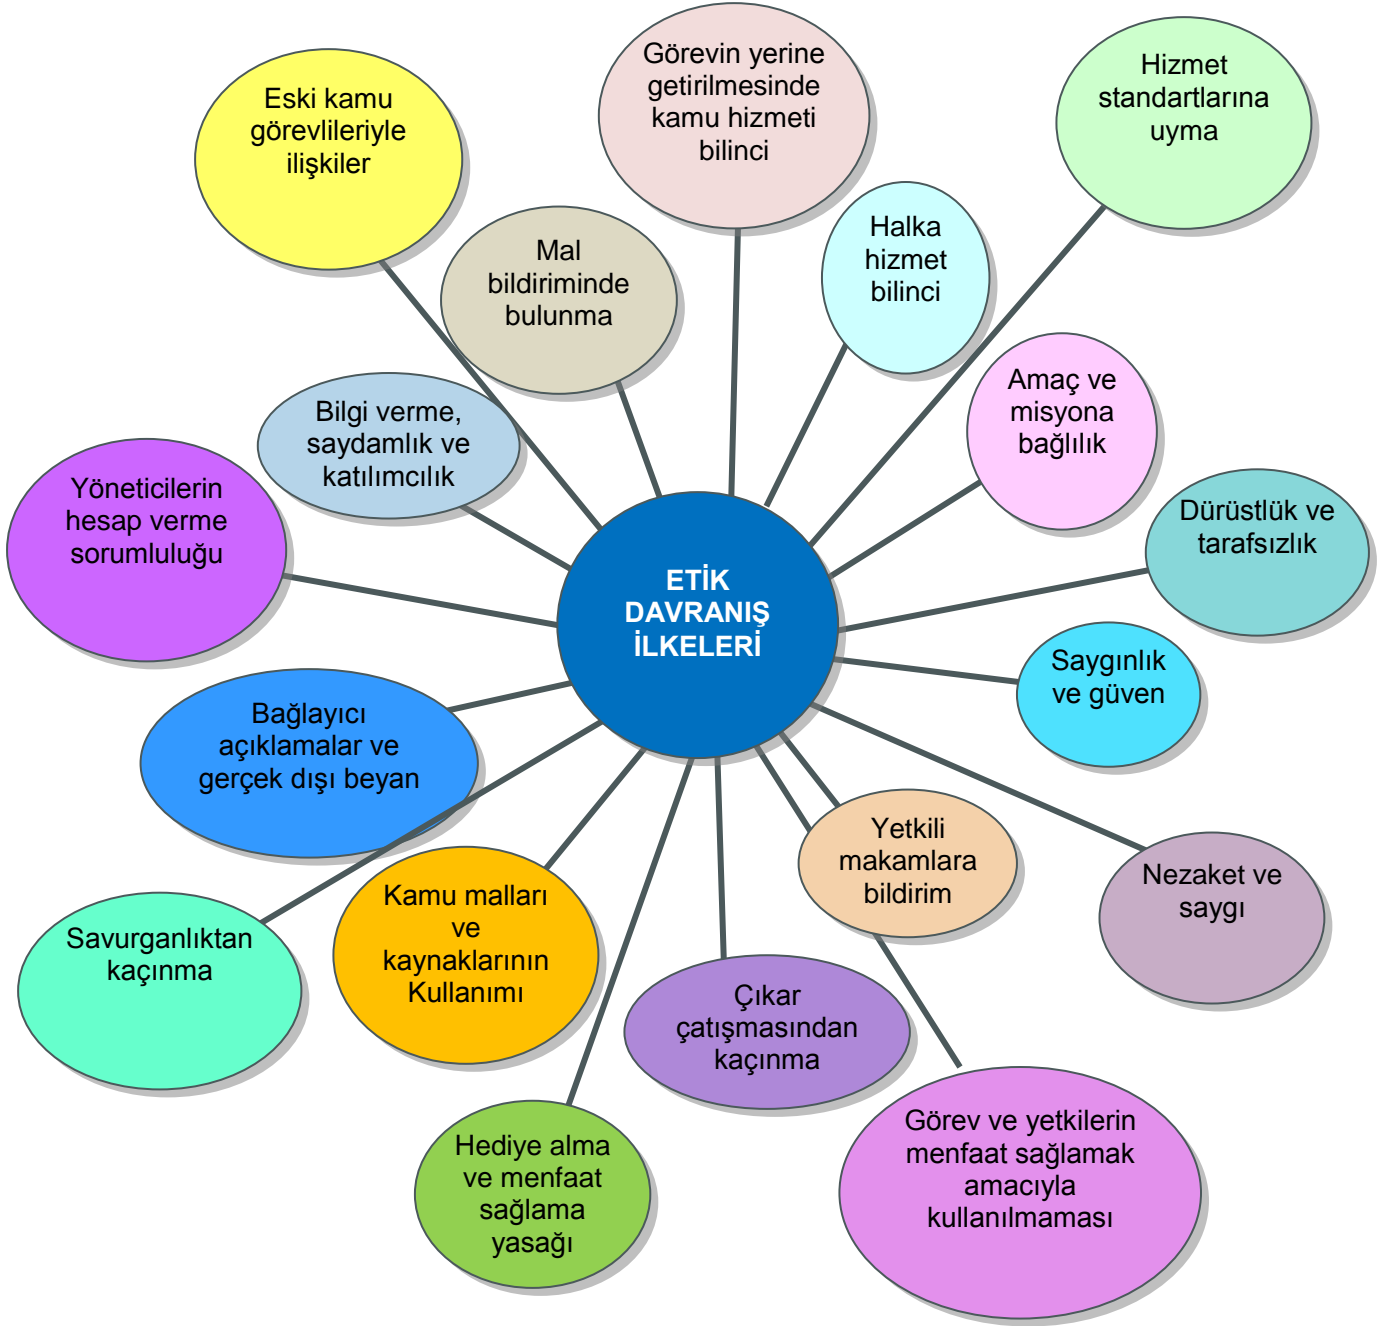 Görevin yerine
getirilmesinde
kamu hizmeti
bilinci
Hizmet
standartlarına
uyma
Eski kamu
görevlileriyle
ilişkiler
Halka
hizmet
bilinci
Mal
bildiriminde
bulunma
Amaç ve
misyona
bağlılık
Bilgi verme,
saydamlık ve
katılımcılık
Yöneticilerin
hesap verme
sorumluluğu
Dürüstlük ve
tarafsızlık
ETİK
DAVRANIŞ
İLKELERİ
Saygınlık
ve güven
Bağlayıcı
açıklamalar ve
gerçek dışı beyan
Yetkili
makamlara
bildirim
Nezaket ve
saygı
Kamu malları
ve
kaynaklarının
Kullanımı
Savurganlıktan
kaçınma
Çıkar
çatışmasından
kaçınma
Hediye alma
ve menfaat
sağlama
yasağı
Görev ve yetkilerin
menfaat sağlamak
amacıyla
kullanılmaması